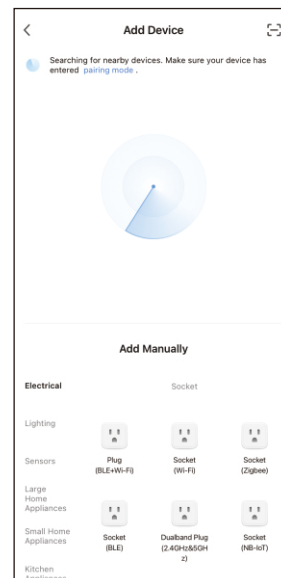 Add Device
Searching for nearby devices. Make sure your device has
entered pairing mode .
Add Manually
Electrical
Socket
Lighting
Plug
(BLE+Wi-Fi)
Socket
(Wi-Fi)
Socket
(Zigbee)
Sensors
Large
Home
Appliances
Small Home
Appliances
Socket
(BLE)
Dualband Plug
(2.4GHz&5GH
z)
Socket
(NB-IoT)
Kitchen
Appliances